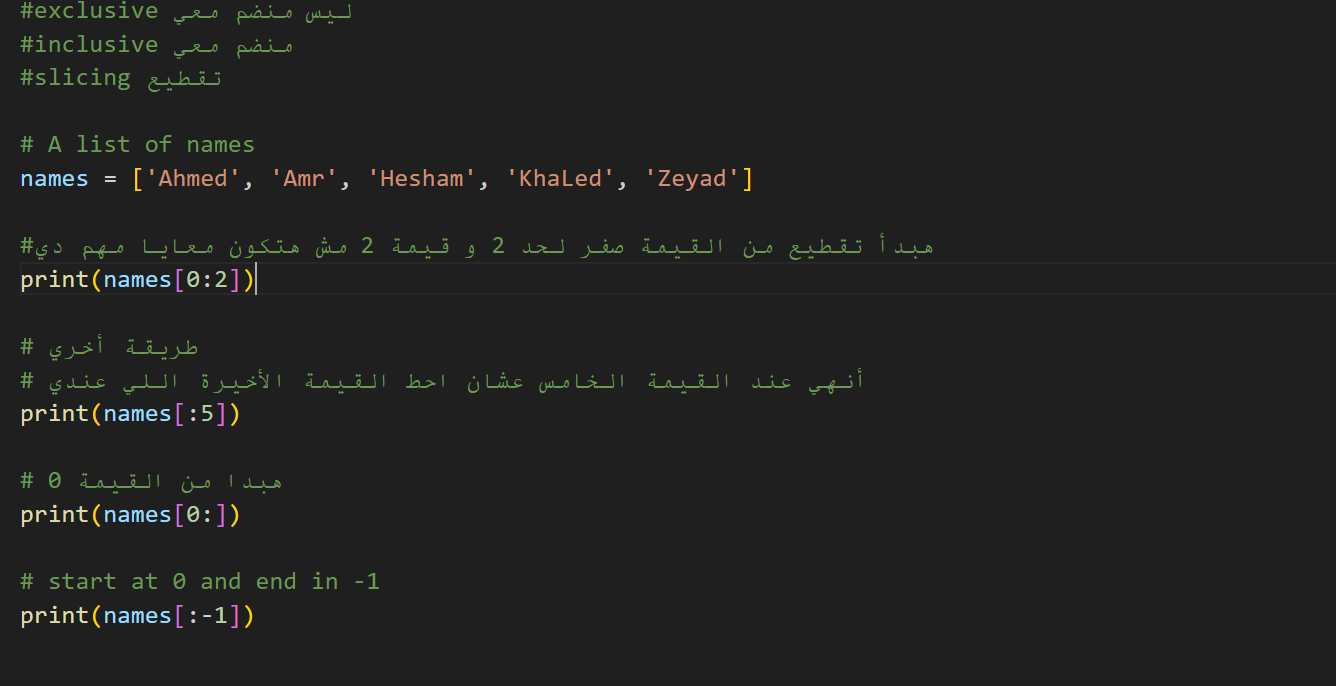 #exclusive ليس منضم معي
#inclusive منضم معي
#slicing تقطيع
# A list of names
names = ['Ahmed', 'Amr', 'Hesham', 'KhaLed', 'Zeyad']
#هبدأ تقطيع من القيمة صفر لحد 2 و قيمة 2 مش هتكون معايا مهم دي
print(names[0:2])
# طريقة أخري
# أنهي عند القيمة الخامس عشان احط القيمة الأخيرة اللي عندي
print(names[:5])
# هبدا من القيمة 0
print(names[0:])
# start at 0 and end in -1
print(names[:-1])